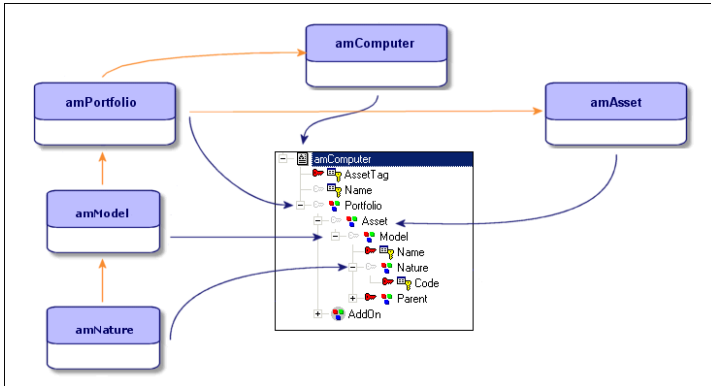 amComputer
amPortfolio
amAsset
amModel
amNature
amComputer
AssetTag
Name
Portfolio
Asset
Model
Name
Nature
Code
Parent
AddOn